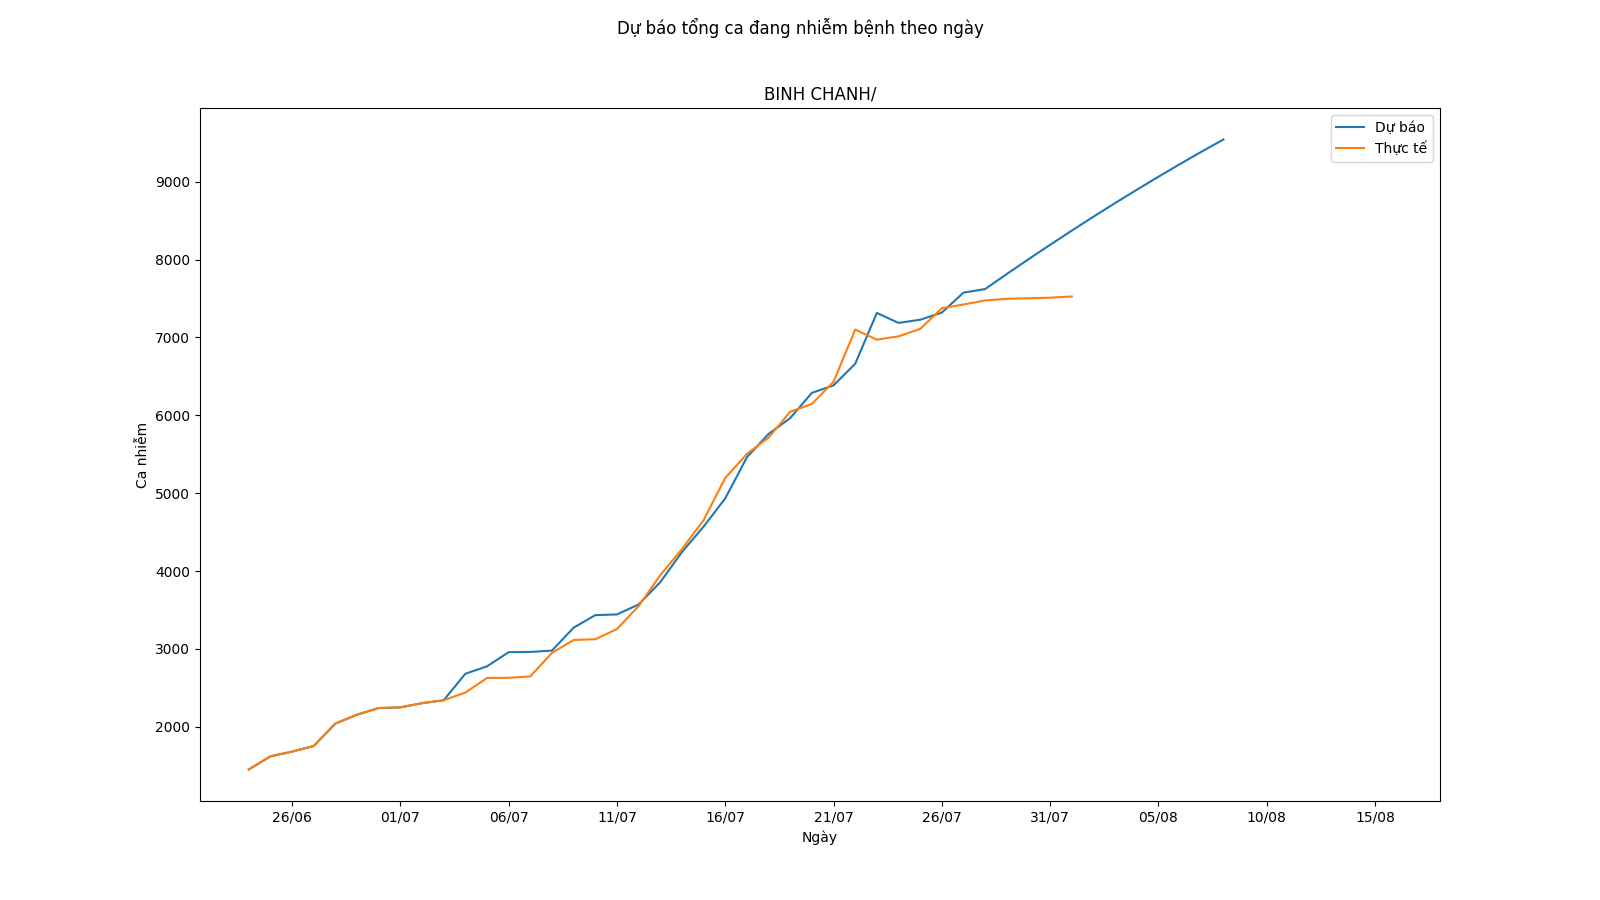 Dự báo tổng ca đang nhiễm bệnh theo ngày
BINH CHANH/
Dự báo
Thực tế
9000
8000
7000
6000
5000
4000
3000
2000
Ca nhiễm
26/06 01/07 06/07 11/07 16/07 21/07 26/07 31/07 05/08 10/08 15/08
Ngày